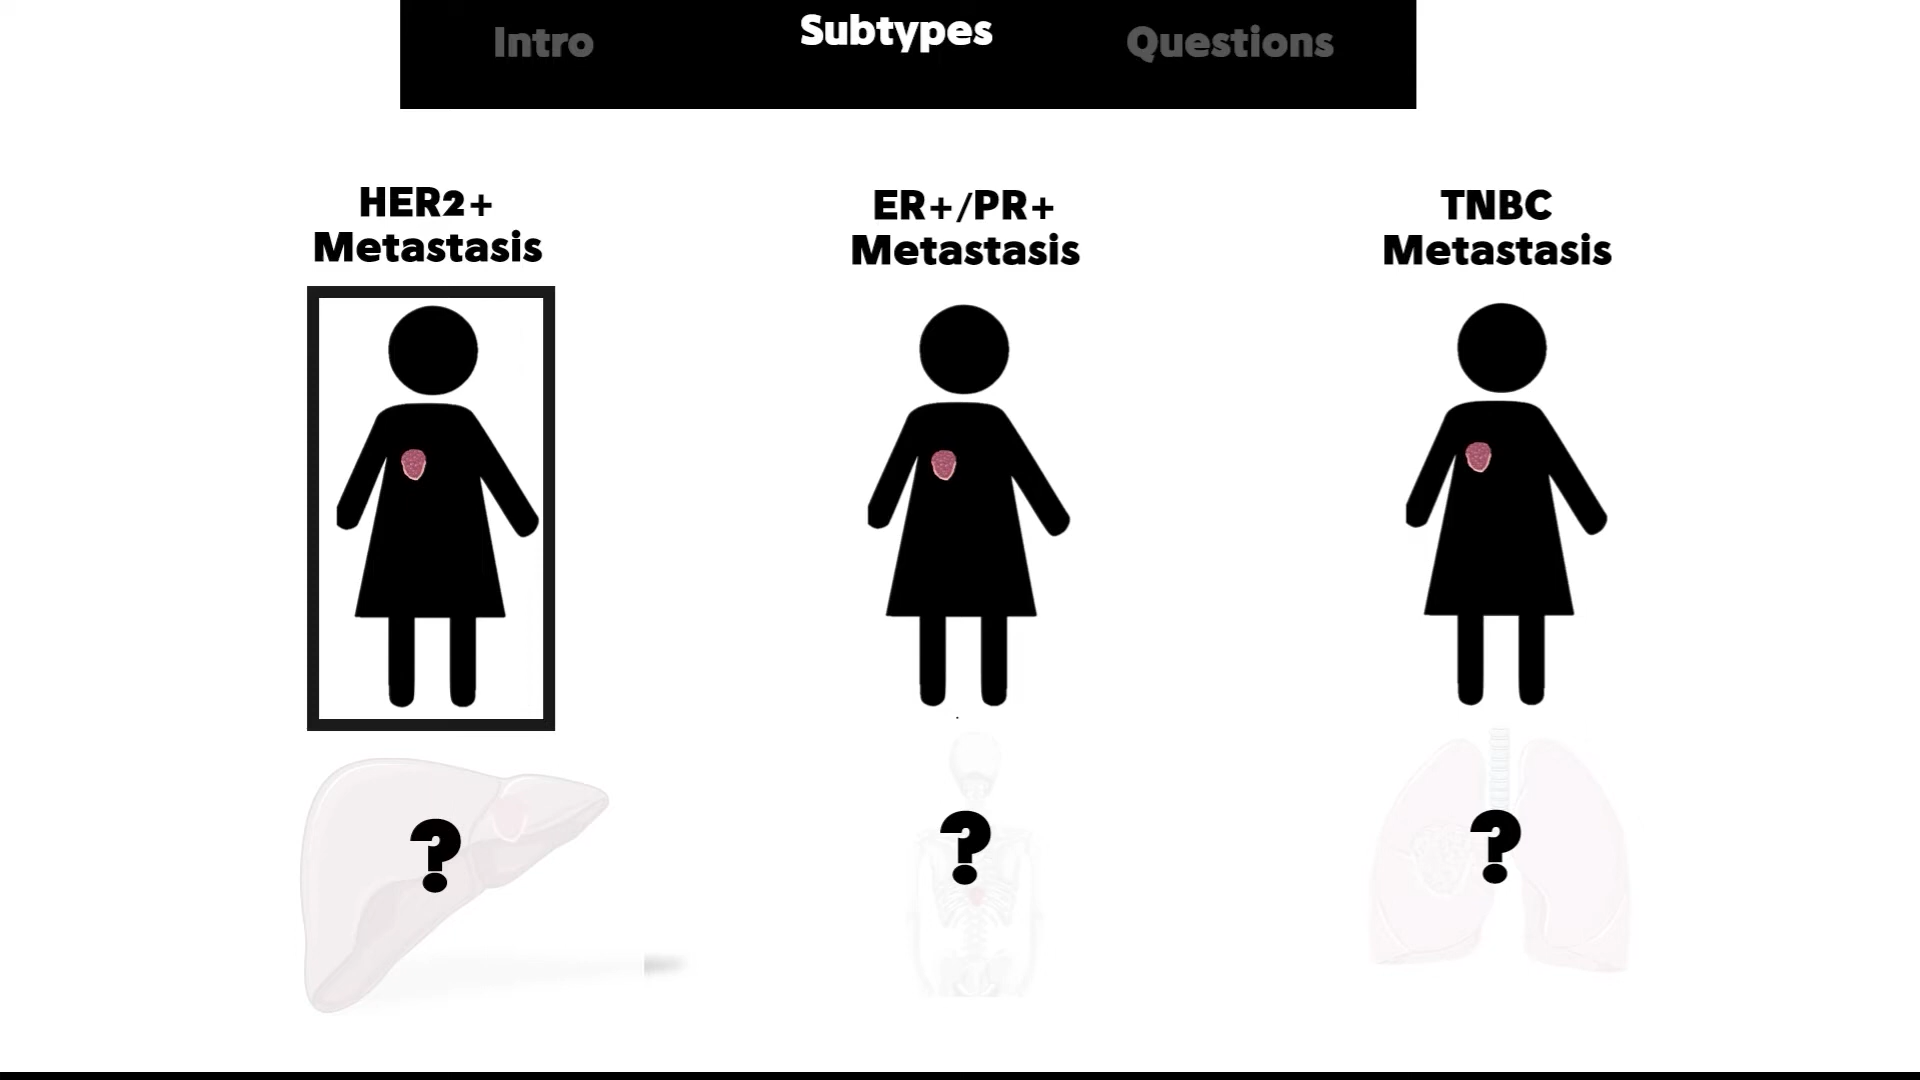 Intro
Subtypes
Questions
HER2+
Metastasis
ER+/PR+
Metastasis
TNBC
Metastasis
?
?
?